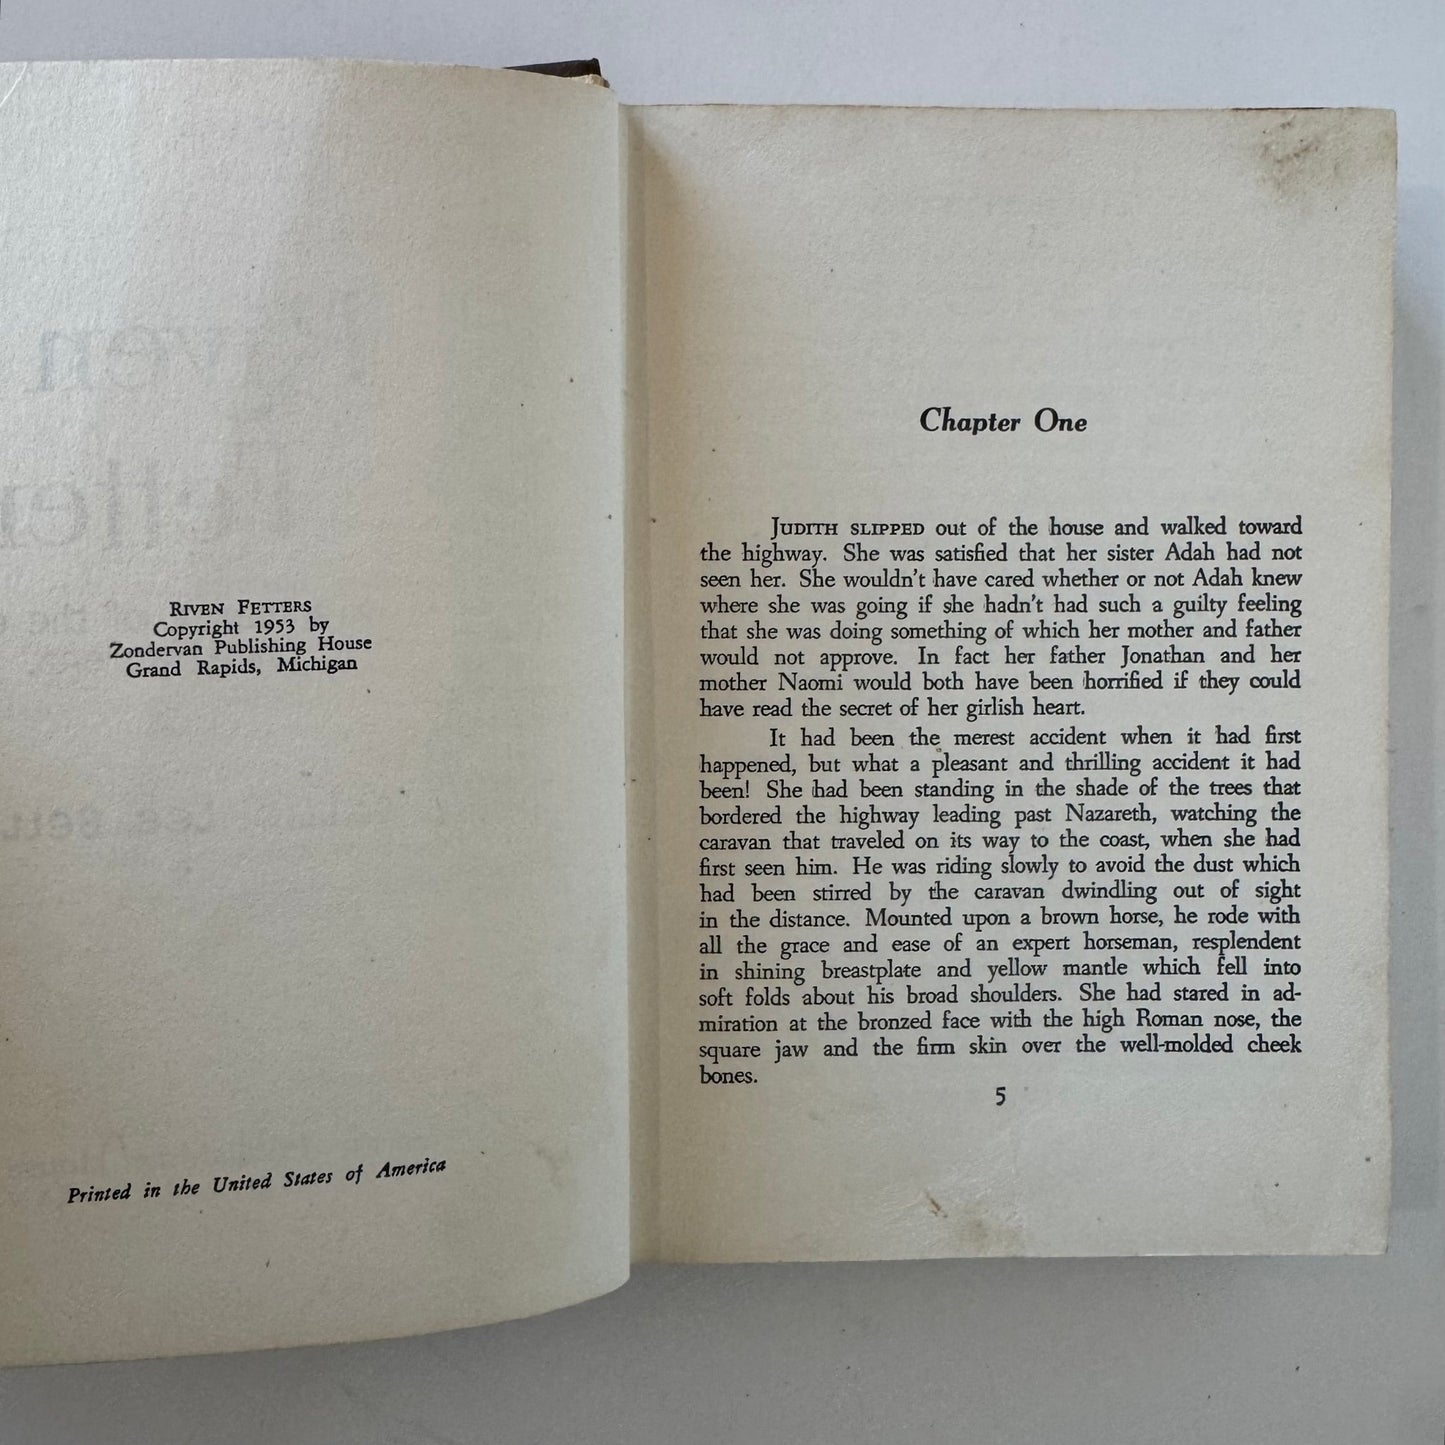 RIVEN FETTERS
Copyright 1953 by
Zondervan Publishing House
Grand Rapids, Michigan
Printed in the United States of America
Chapter One
JUDITH SLIPPED out of the house and walked toward
the highway. She was satisfied that her sister Adah had not
seen her. She wouldn't have cared whether or not Adah knew
where she was going if she hadn't had such a guilty feeling
that she was doing something of which her mother and father
would not approve. In fact her father Jonathan and her
mother Naomi would both have been horrified if they could
have read the secret of her girlish heart.
It had been the merest accident when it had first
happened, but what a pleasant and thrilling accident it had
been! She had been standing in the shade of the trees that
bordered the highway leading past Nazareth, watching the
caravan that traveled on its way to the coast, when she had
first seen him. He was riding slowly to avoid the dust which
had been stirred by the caravan dwindling out of sight
in the distance. Mounted upon a brown horse, he rode with
all the grace and ease of an expert horseman, resplendent
in shining breastplate and yellow mantle which fell into
soft folds about his broad shoulders. She had stared in ad-
miration at the bronzed face with the high Roman nose, the
square jaw and the firm skin over the well-molded cheek
bones.
5